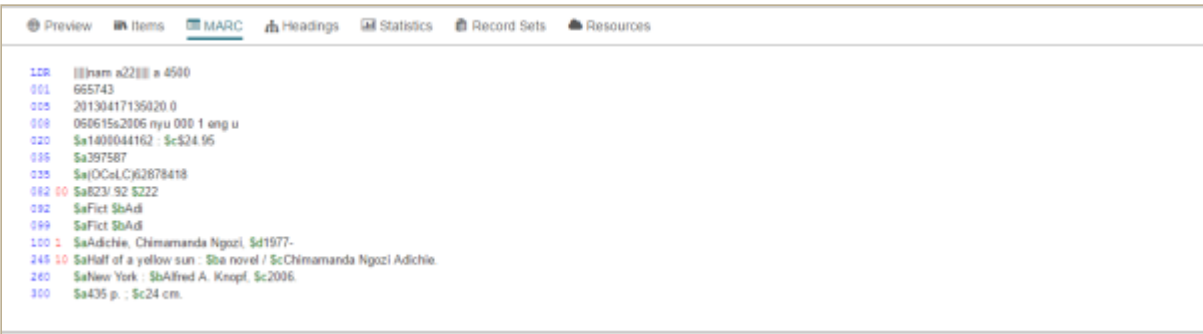 Preview Items MARC Headings Statistics Record Sets Resources
LDR ||||nam a22|||| a 4500
001 665743
005 20130417135020.0
008 060615s2006 nyu 000 1 eng u
020 $a1400044162 : $c$24.95
035 $a397587
035 $a(OCoLC)62878418
082 00 $a823/.92 $222
092 $aFict $bAdi
099 $aFict $bAdi
100 1 $aAdichie, Chimamanda Ngozi, $d1977-
245 10 $aHalf of a yellow sun : $ba novel / $cChimamanda Ngozi Adichie.
260 $aNew York : $bAlfred A. Knopf, $c2006.
300 $a435 p. ; $c24 cm.